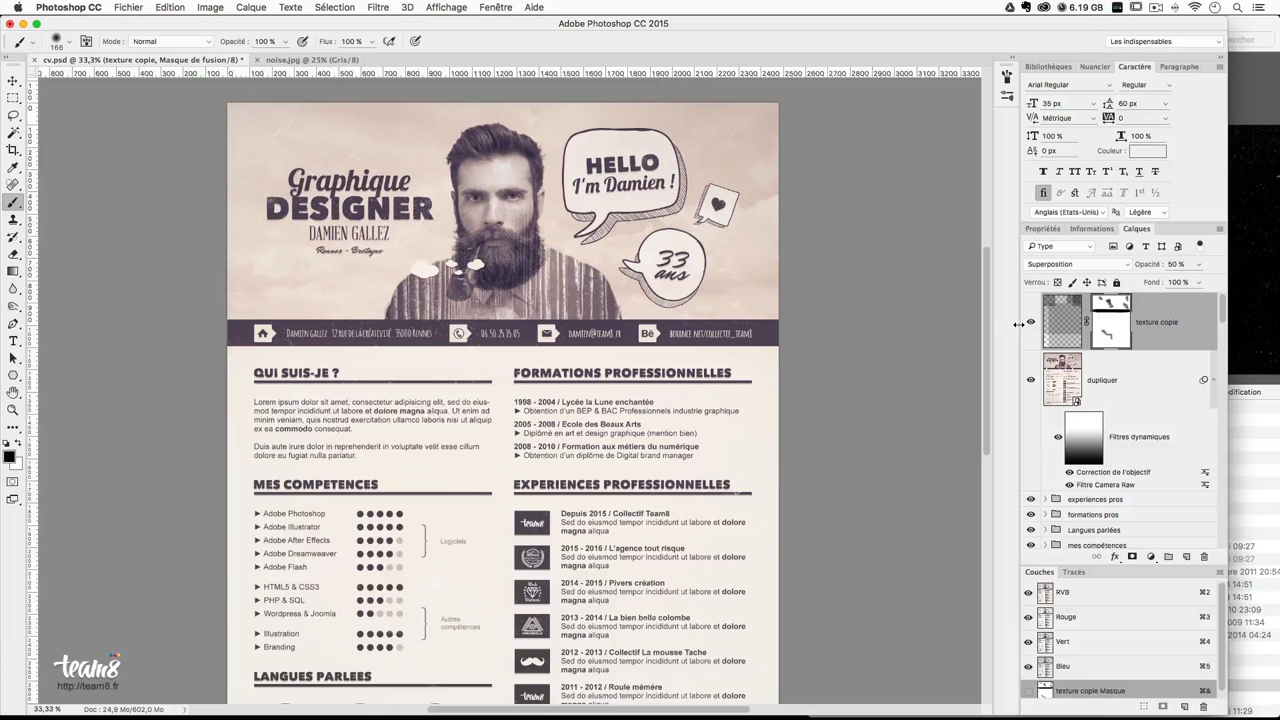 Photoshop CC Fichier Edition Image Calque Texte Sélection Filtre 3D Affichage Fenêtre Aide 6.19 GB
Adobe Photoshop CC 2015
166 Mode : Normal Opacité : 100 % Flux : 100 % Les indispensables
cv.psd @ 33,3% (texture copie, Masque de fusion/8) * noise.jpg @ 25% (Gris/8)
Bibliothèques Nuancier Caractère Paragraphe
Arial Regular Regular
35 px 60 px
Métrique 0
100 % 100 %
0 px Couleur :
Anglais (Etats-Unis) Légère
Propriétés Informations Calques
Type
Superposition Opacité : 50 %
Verrou : Fond : 100 %
texture copie
dupliquer
Filtres dynamiques
Correction de l'objectif
Filtre Camera Raw
experiences pros
formations pros
Langues parlées
mes compétences
Couches Tracés
RVB ⌘2
Rouge ⌘3
Vert ⌘4
Bleu ⌘5
texture copie Masque
Graphique
DESIGNER
DAMIEN GALLEZ
Rennes - Bretagne
HELLO
I'm Damien !
33
ans
DAMIEN GALLEZ 12 RUE DE LA CRÉATIVITÉ 35000 RENNES 06.50.25.15.05 DAMIEN@TEAM8.FR Bē BEHANCE.NET/COLLECTIF_TEAM8
QUI SUIS-JE ?
Lorem ipsum dolor sit amet, consectetur adipisicing elit, sed do eius-
mod tempor incididunt ut labore et dolore magna aliqua. Ut enim ad
minim veniam, quis nostrud exercitation ullamco laboris nisi ut aliquip
ex ea commodo consequat.
Duis aute irure dolor in reprehenderit in voluptate velit esse cillum
dolore eu fugiat nulla pariatur.
MES COMPETENCES
Adobe Photoshop
Adobe Illustrator
Adobe After Effects
Adobe Dreamweaver
Adobe Flash
Logiciels
HTML5 & CSS3
PHP & SQL
Wordpress & Joomla
Illustration
Branding
Autres
compétences
LANGUES PARLEES
FORMATIONS PROFESSIONNELLES
1998 - 2004 / Lycée la Lune enchantée
Obtention d'un BEP & BAC Professionnels industrie graphique
2005 - 2008 / Ecole des Beaux Arts
Diplômé en art et design graphique (mention bien)
2008 - 2010 / Formation aux métiers du numérique
Obtention d'un diplôme de Digital brand manager
EXPERIENCES PROFESSIONNELLES
team8
Depuis 2015 / Collectif Team8
Sed do eiusmod tempor incididunt ut labore et dolore
magna aliqua
2015 - 2016 / L'agence tout risque
Sed do eiusmod tempor incididunt ut labore et dolore
magna aliqua
2014 - 2015 / Pivers création
Sed do eiusmod tempor incididunt ut labore et dolore
magna aliqua
2013 - 2014 / La bien belle colombe
Sed do eiusmod tempor incididunt ut labore et dolore
magna aliqua
2012 - 2013 / Collectif La mousse Tache
Sed do eiusmod tempor incididunt ut labore et dolore
magna aliqua
team8
2011 - 2012 / Roule mémère
Sed do eiusmod tempor incididunt ut labore et dolore
team8
http://team8.fr
33,33 % Doc : 24,9 Mo/602,0 Mo